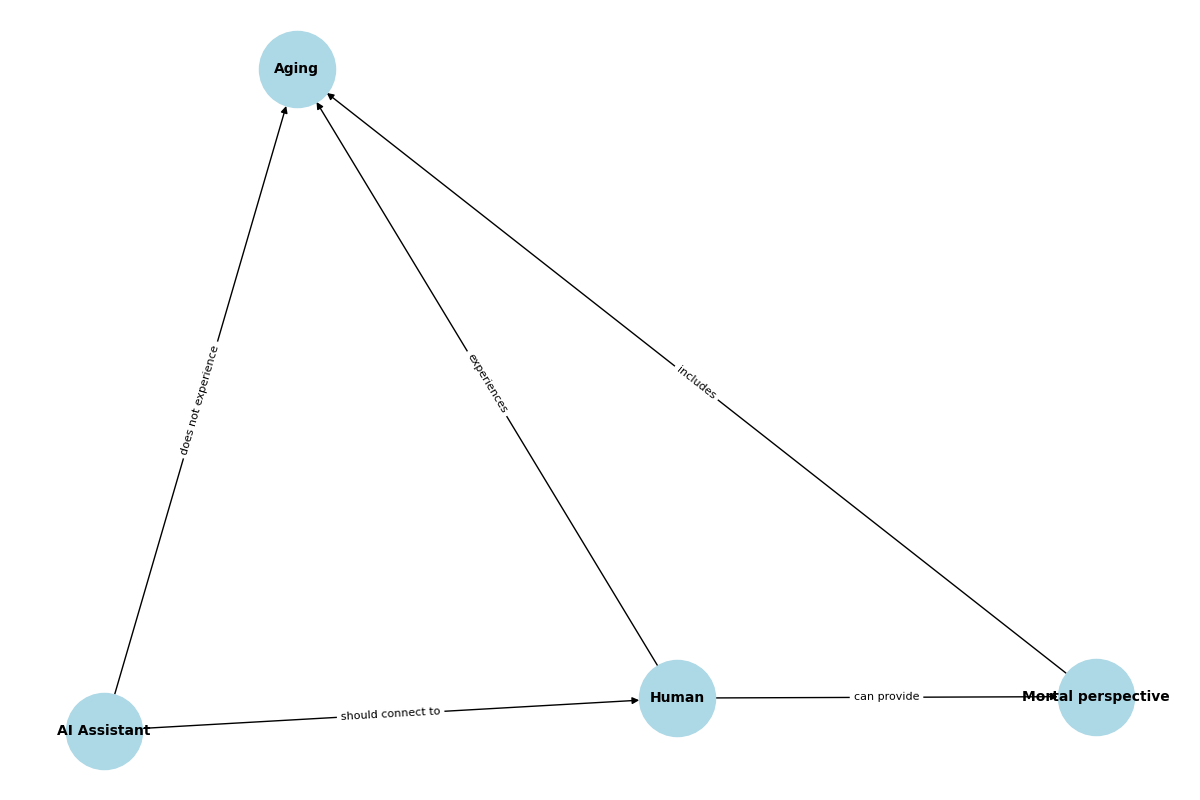 Aging
does not experience
experiences
includes
AI Assistant
should connect to
Human
can provide
Mortal perspective